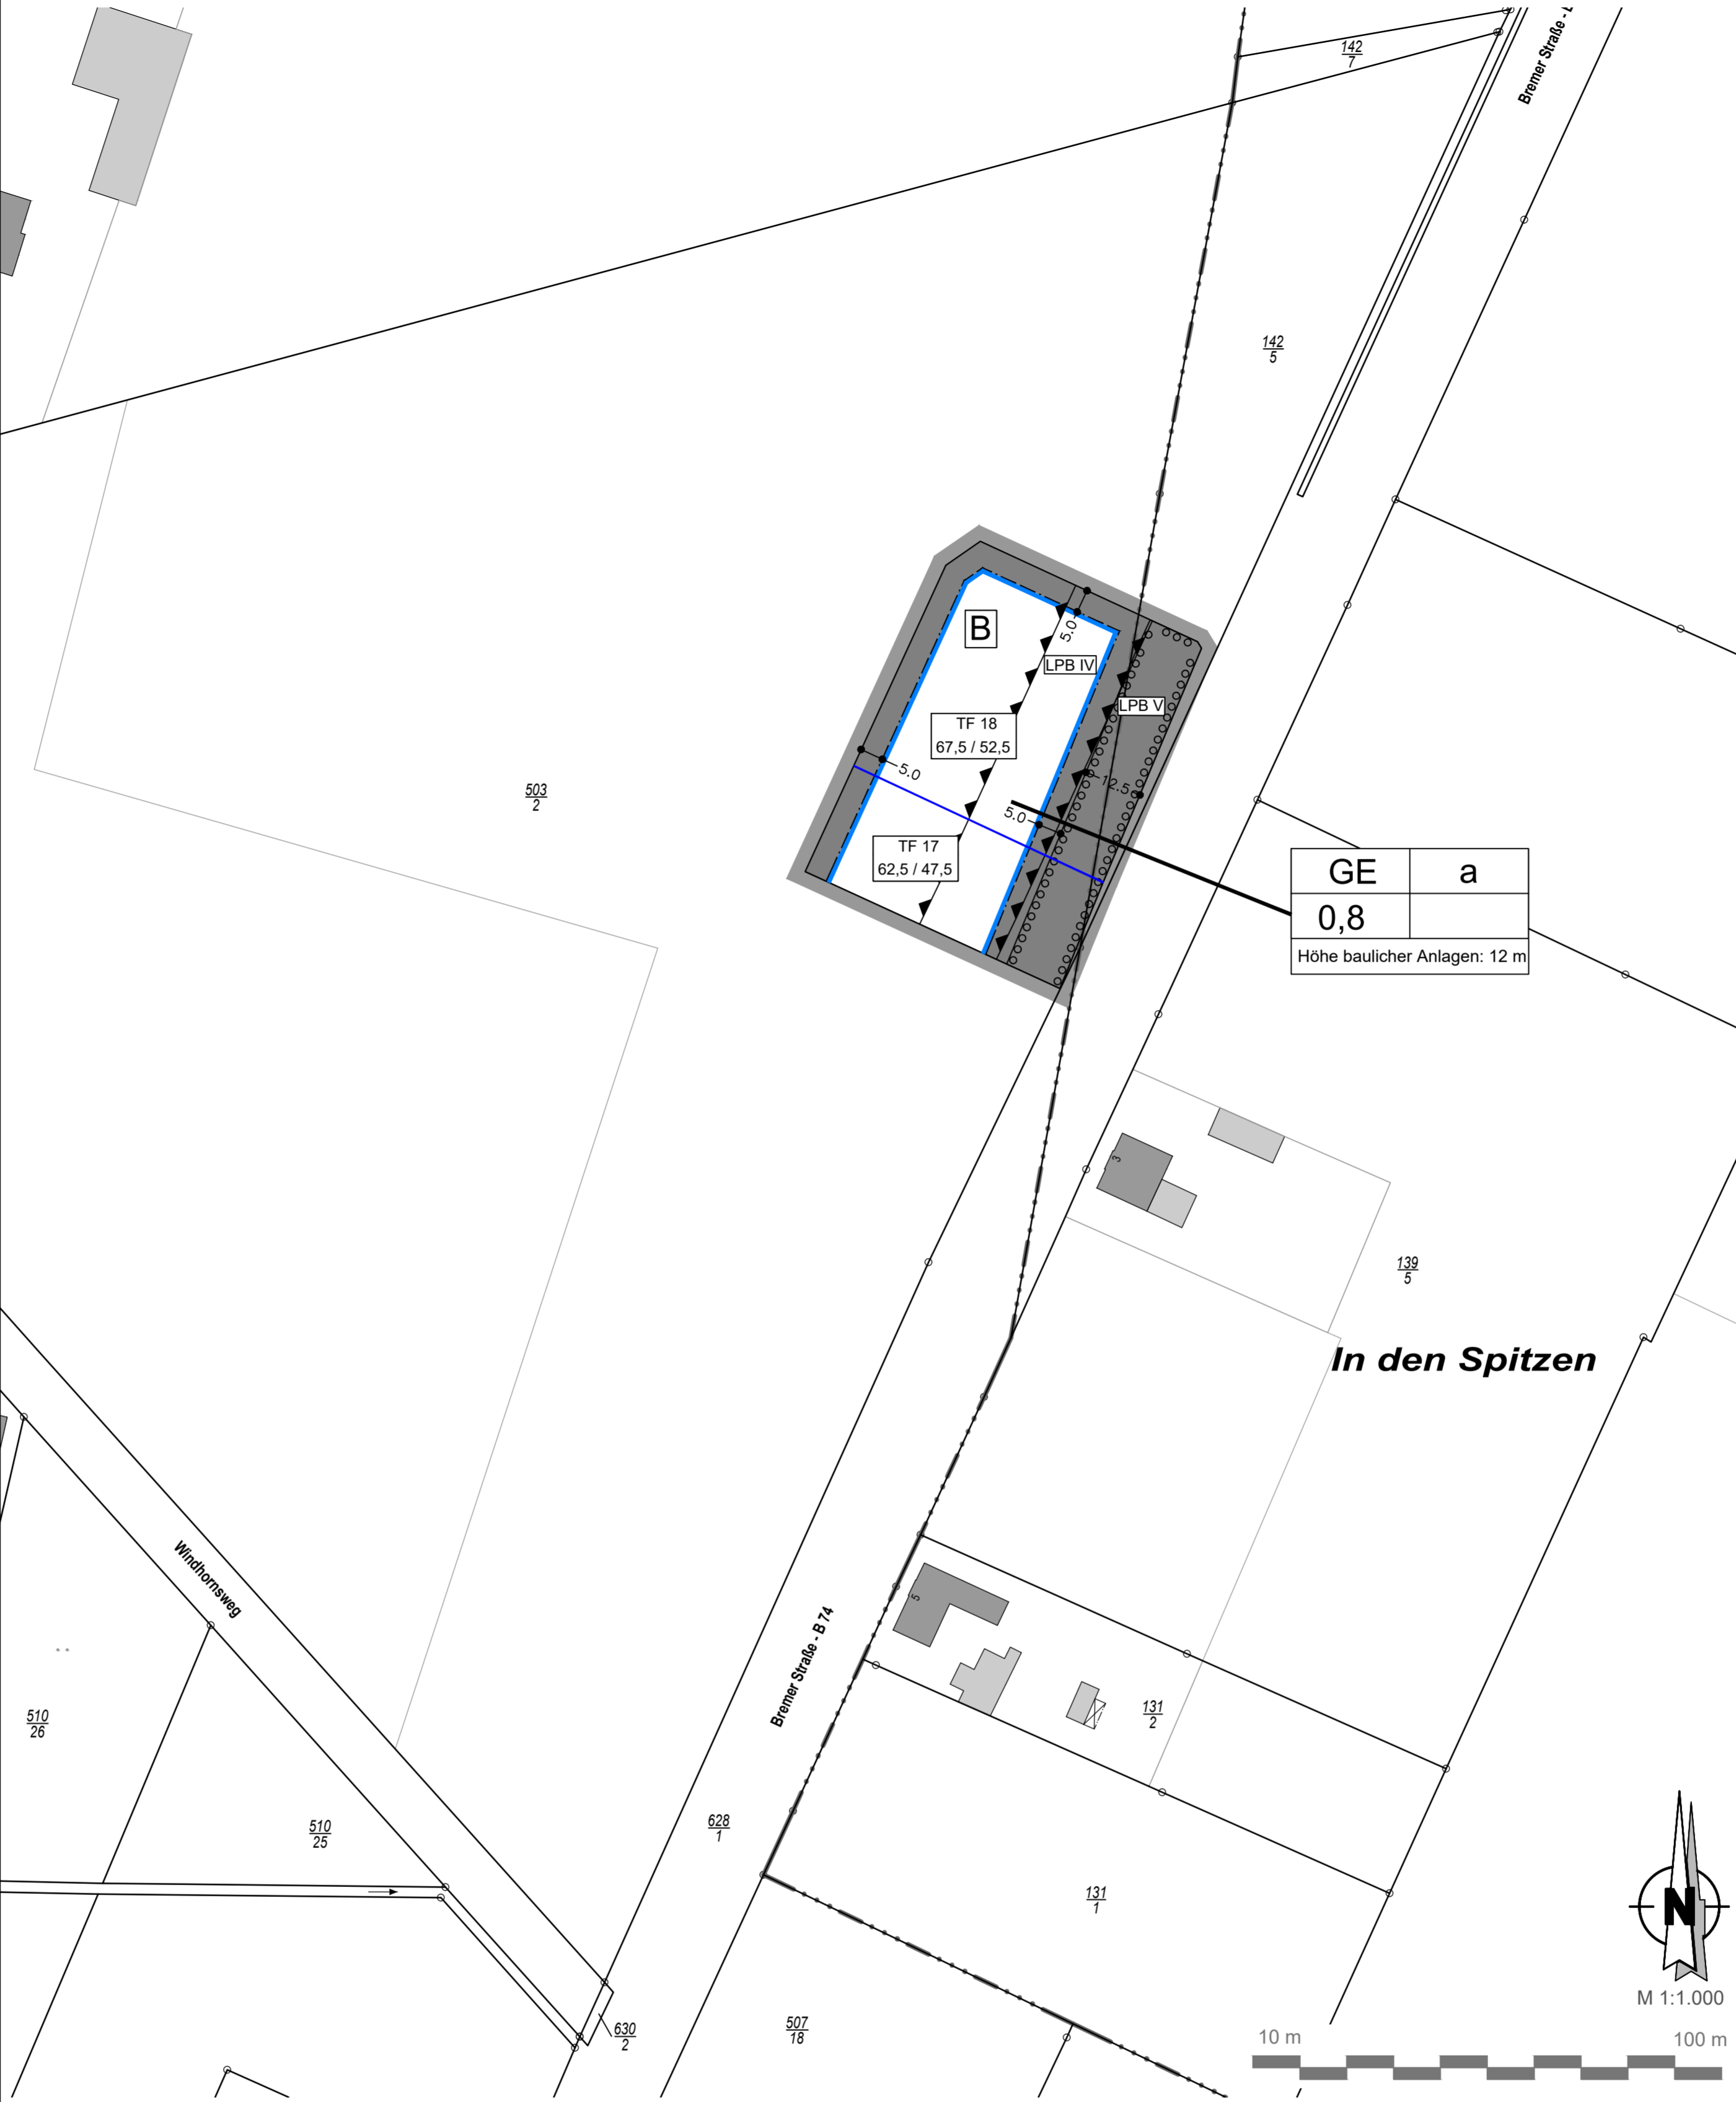 142
7
Bremer Straße -
142
5
B
5.0
LPB IV
LPB V
TF 18
67,5 / 52,5
5.0
12.5
503
2
5.0
TF 17
62,5 / 47,5
GE
a
0,8
Höhe baulicher Anlagen: 12 m
3
139
5
In den Spitzen
Windhornsweg
5
Bremer Straße - B 74
131
2
510
26
510
25
628
1
131
1
N
M 1:1.000
630
2
507
18
10 m
100 m